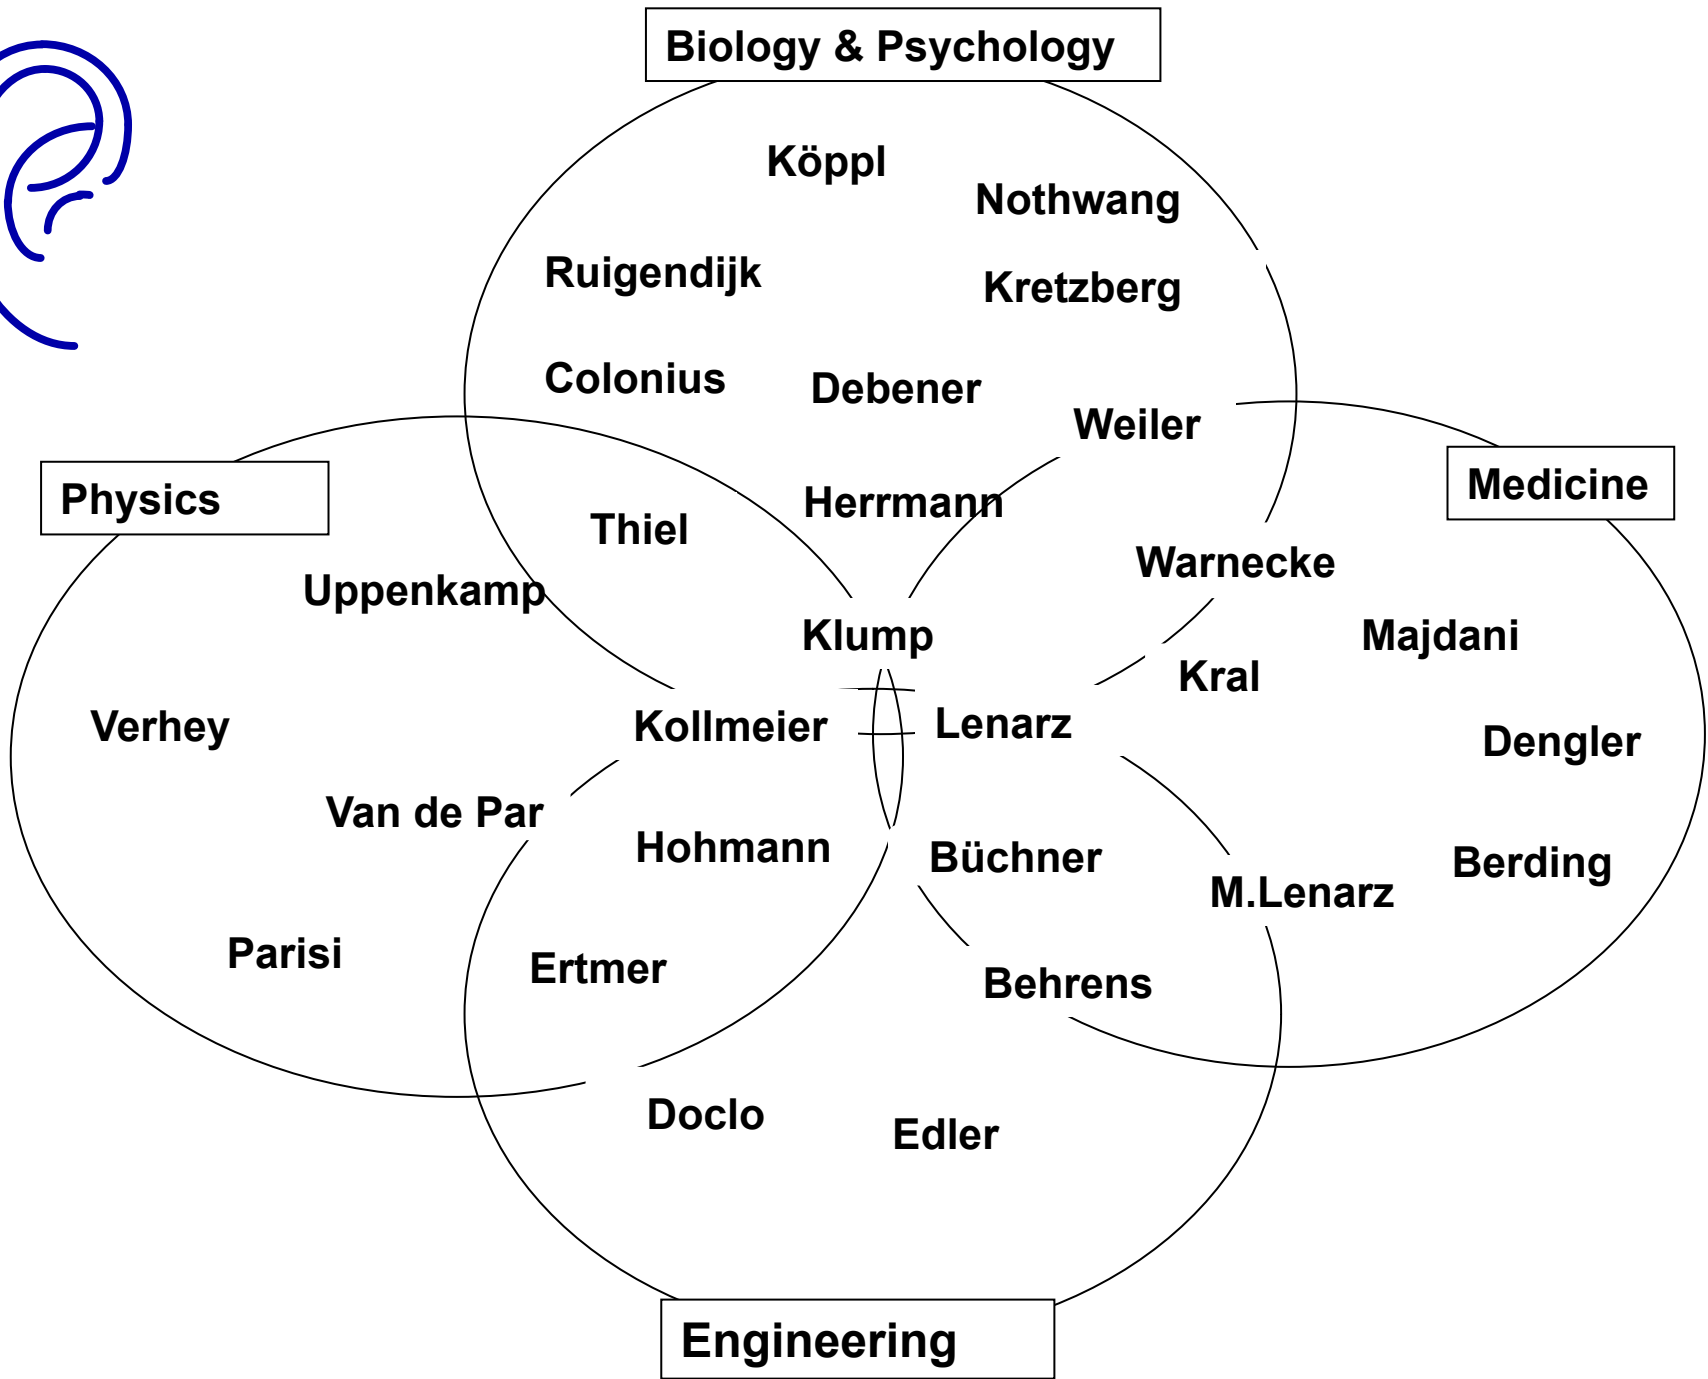 Biology & Psychology
Köppl
Nothwang
Ruigendijk
Kretzberg
Colonius
Debener
Weiler
Physics
Medicine
Herrmann
Thiel
Warnecke
Uppenkamp
Klump
Majdani
Kral
Verhey
Kollmeier
Lenarz
Dengler
Van de Par
Hohmann
Büchner
Berding
M.Lenarz
Parisi
Ertmer
Behrens
Doclo
Edler
Engineering